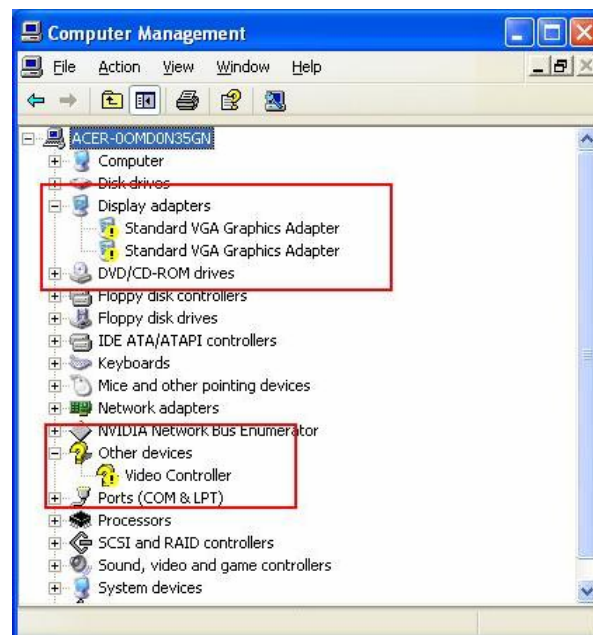 Computer Management
File Action View Window Help
ACER-0OMD0N35GN
Computer
Disk drives
Display adapters
Standard VGA Graphics Adapter
Standard VGA Graphics Adapter
DVD/CD-ROM drives
Floppy disk controllers
Floppy disk drives
IDE ATA/ATAPI controllers
Keyboards
Mice and other pointing devices
Network adapters
NVIDIA Network Bus Enumerator
Other devices
Video Controller
Ports (COM & LPT)
Processors
SCSI and RAID controllers
Sound, video and game controllers
System devices